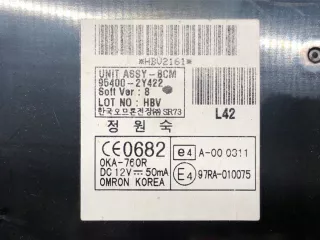 *HBV2161*
UNIT ASSY-BCM
95400-2Y422
Soft Ver : 8
LOT NO : HBV
한국오므론전장㈜ SR73
L42
정 원 숙
CE0682
OKA-760R
DC 12V 50mA
OMRON KOREA
e4 A-00 0311
E4 97RA-010075